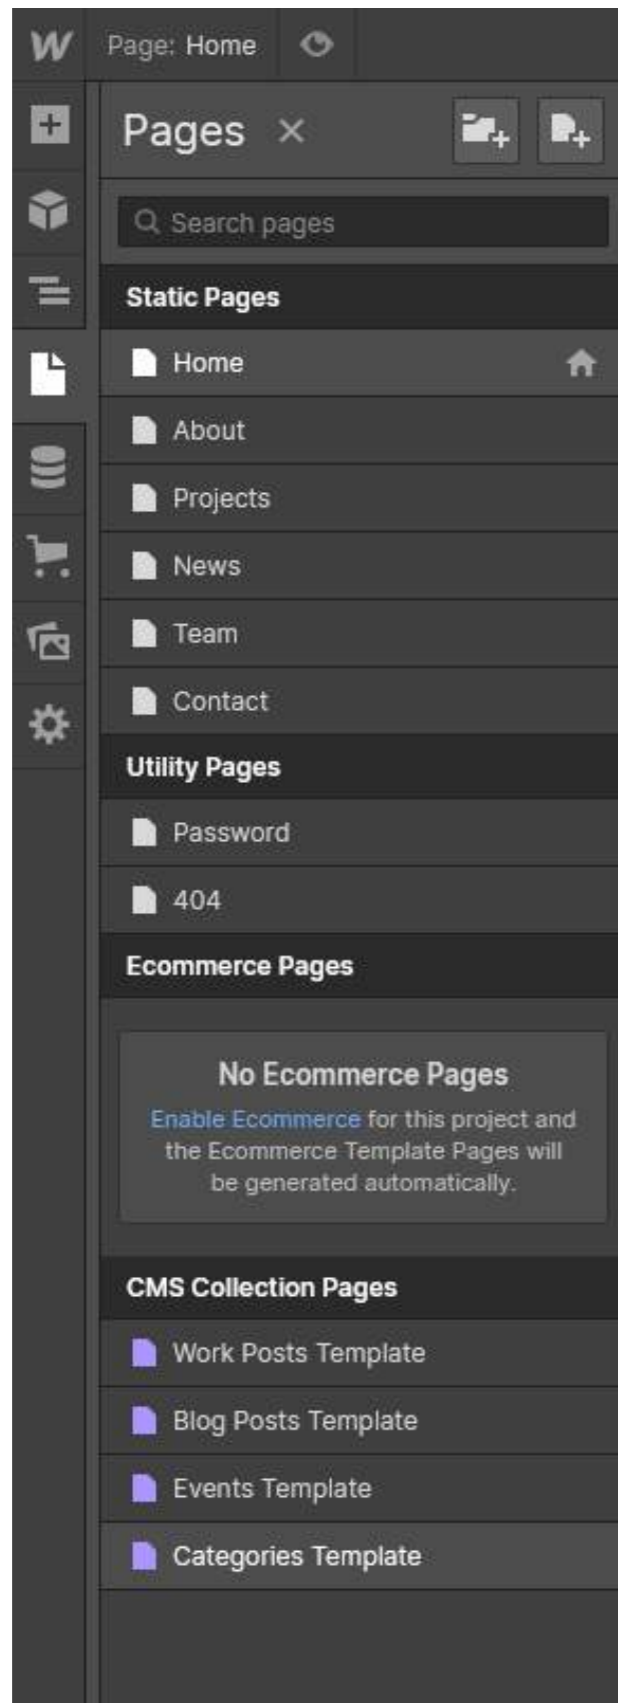 Page: Home
Pages
Search pages
Static Pages
Home
About
Projects
News
Team
Contact
Utility Pages
Password
404
Ecommerce Pages
No Ecommerce Pages
Enable Ecommerce for this project and
the Ecommerce Template Pages will
be generated automatically.
CMS Collection Pages
Work Posts Template
Blog Posts Template
Events Template
Categories Template